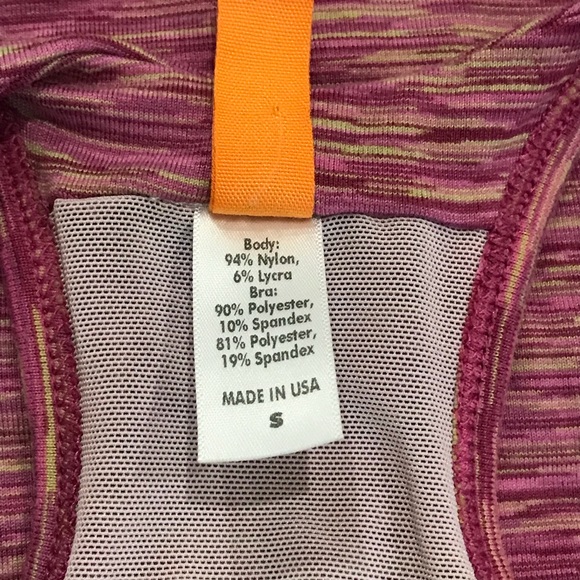 Body:
94% Nylon,
6% Lycra
Bra:
90% Polyester,
10% Spandex
81% Polyester,
19% Spandex
MADE IN USA
S